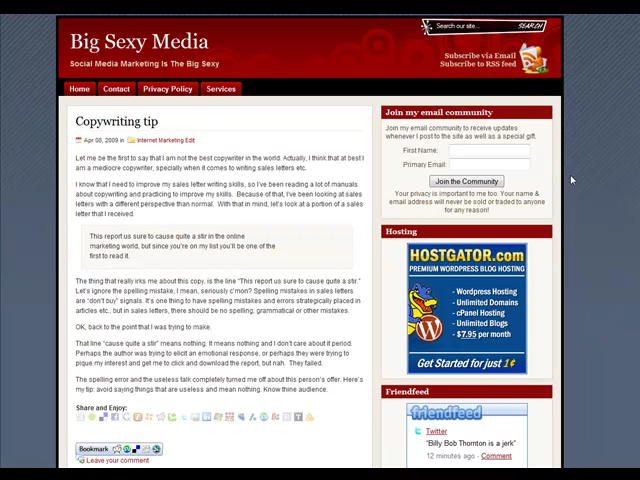 Big Sexy Media
Social Media Marketing Is The Big Sexy
Search our site...
SEARCH
Subscribe via Email
Subscribe to RSS feed
Home
Contact
Privacy Policy
Services
Copywriting tip
Apr 08, 2009 in
Internet Marketing Edit
Let me be the first to say that I am not the best copywriter in the world. Actually, I think that at best I
am a mediocre copywriter, specially when it comes to writing sales letters etc.
I know that I need to improve my sales letter writing skills, so I've been reading a lot of manuals
about copywriting and practicing to improve my skills. Because of that, I've been looking at sales
letters with a different perspective than normal. With that in mind, let's look at a portion of a sales
letter that I received.
This report us sure to cause quite a stir in the online
marketing world, but since you're on my list you'll be one of the
first to read it.
The thing that really irks me about this copy, is the line "This report us sure to cause quite a stir."
Let's ignore the spelling mistake, I mean, seriously c'mon? Spelling mistakes in sales letters
are "don't buy" signals. It's one thing to have spelling mistakes and errors strategically placed in
articles etc., but in sales letters, there should be no spelling, grammatical or other mistakes.
OK, back to the point that I was trying to make.
That line "cause quite a stir" means nothing. It means nothing and I don't care about it period.
Perhaps the author was trying to elicit an emotional response, or perhaps they were trying to
pique my interest and get me to click and download the report, but nah. They failed.
The spelling error and the useless talk completely turned me off about this person's offer. Here's
my tip: avoid saying things that are useless and mean nothing. Know thine audience.
Share and Enjoy:
Bookmark
Leave your comment
Join my email community
Join my email community to receive updates
whenever I post to the site as well as a special gift.
First Name:
Primary Email:
Join the Community
Your privacy is important to me too. Your name &
email address will never be sold or traded to anyone
for any reason!
Hosting
HOSTGATOR.com
PREMIUM WORDPRESS BLOG HOSTING
- Wordpress Hosting
- Unlimited Domains
- cPanel Hosting
- Unlimited Blogs
- $7.95 per month
Get Started for just 1¢
Friendfeed
friendfeed
Twitter
"Billy Bob Thornton is a jerk"
12 minutes ago - Comment